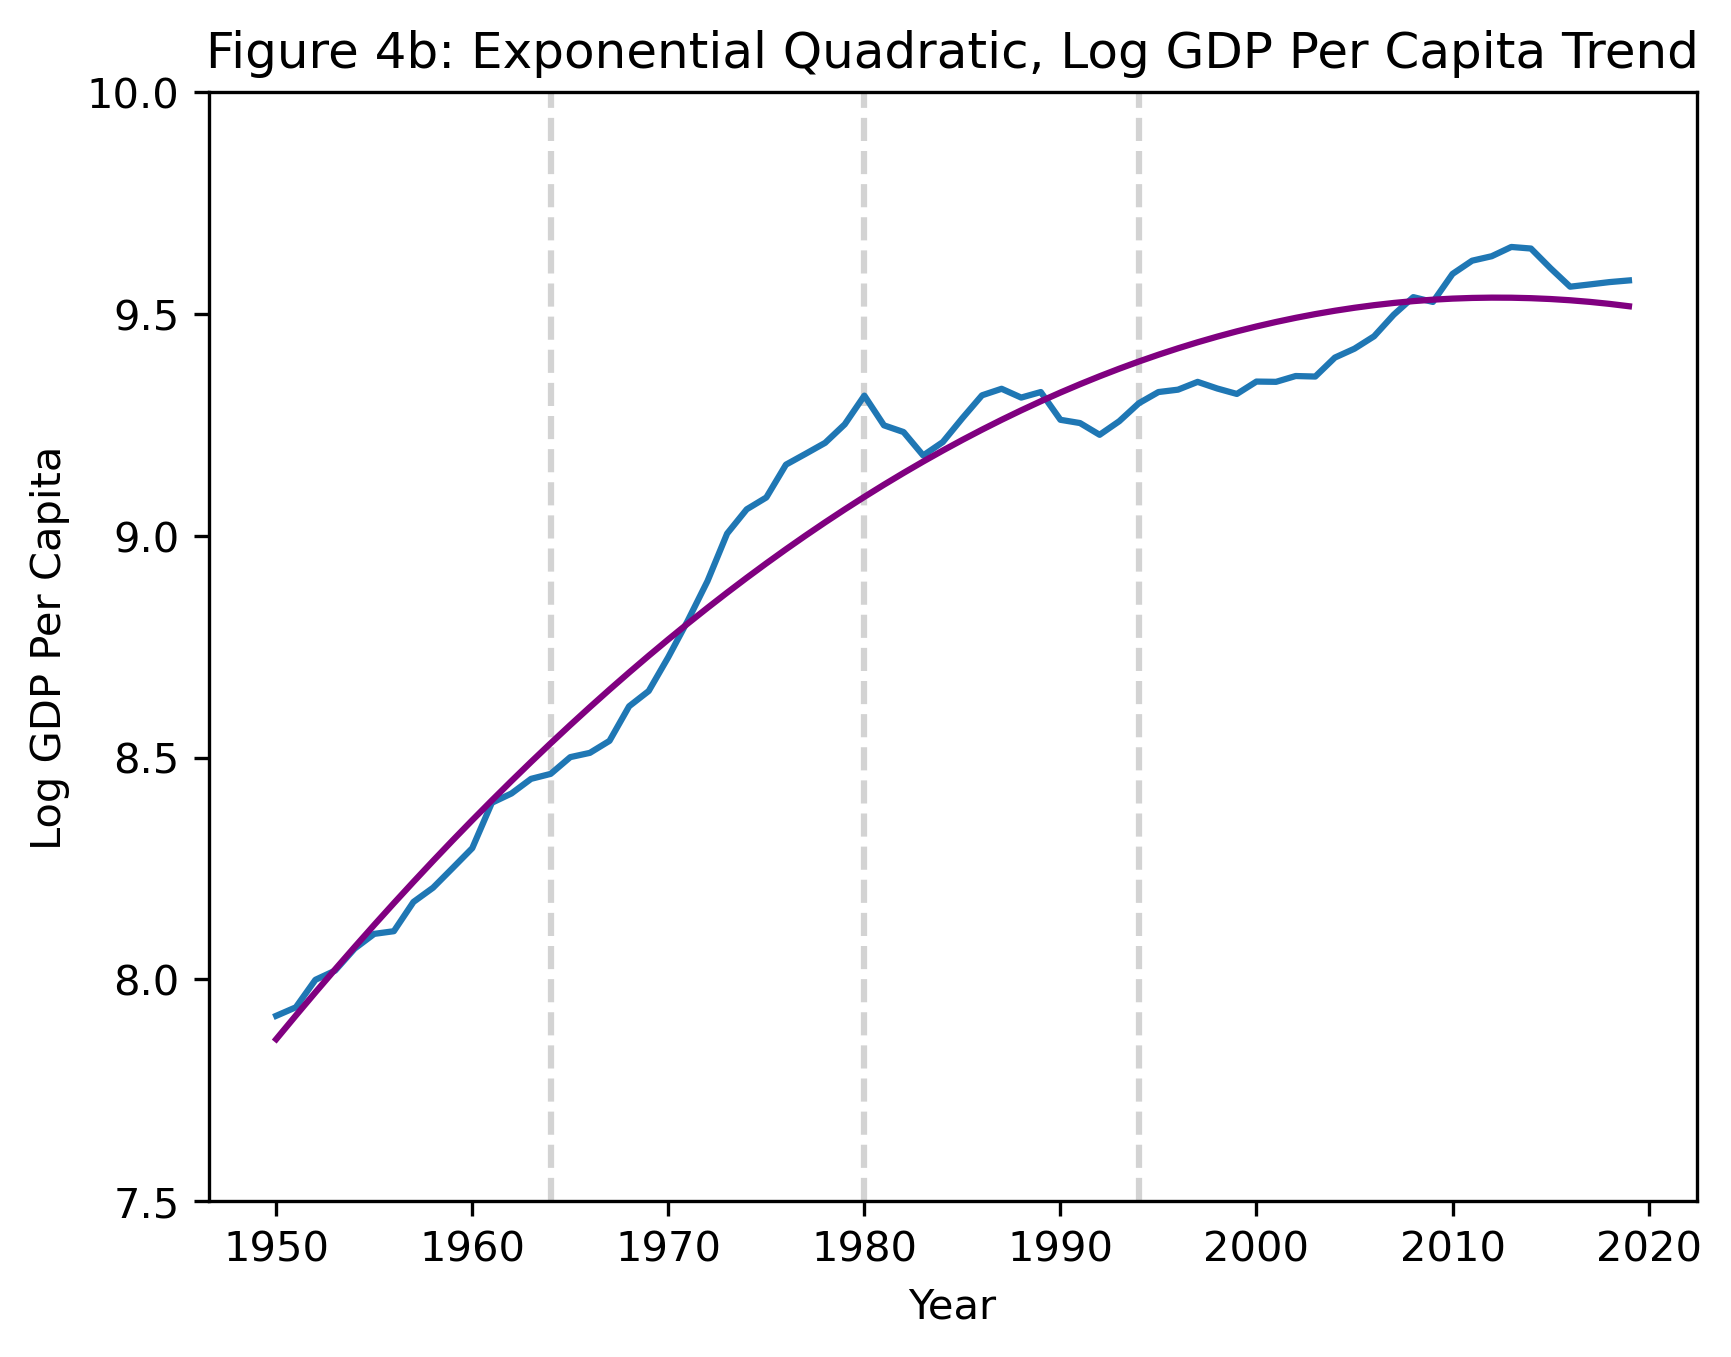 Figure 4b: Exponential Quadratic, Log GDP Per Capita Trend
10.0
9.5
9.0
8.5
8.0
7.5
Log GDP Per Capita
1950 1960 1970 1980 1990 2000 2010 2020
Year